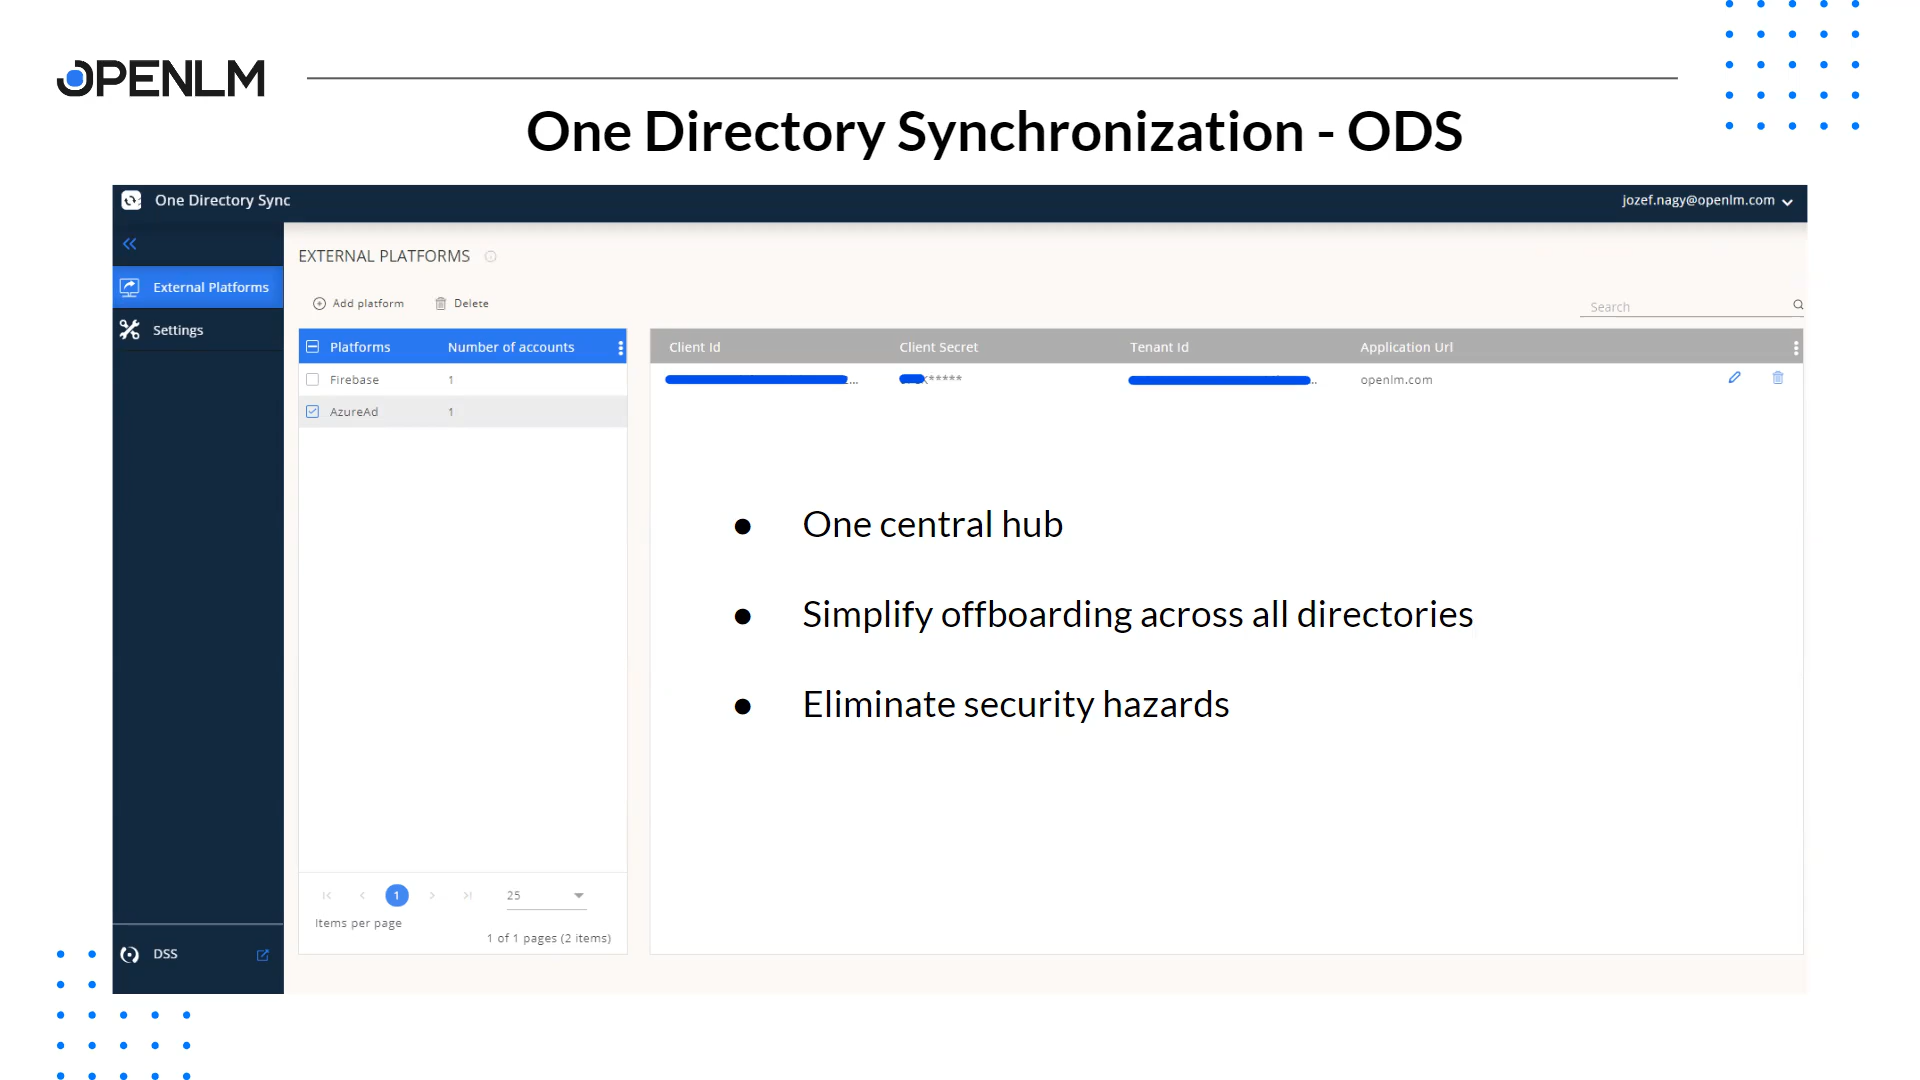 OPENLM
One Directory Synchronization - ODS
One Directory Sync
jozef.nagy@openlm.com
External Platforms
Settings
DSS
EXTERNAL PLATFORMS
Add platform Delete
Search
Platforms Number of accounts
Firebase 1
AzureAd 1
Client Id Client Secret Tenant Id Application Url
... ***** .. openlm.com
● One central hub
● Simplify offboarding across all directories
● Eliminate security hazards
1 25
Items per page
1 of 1 pages (2 items)